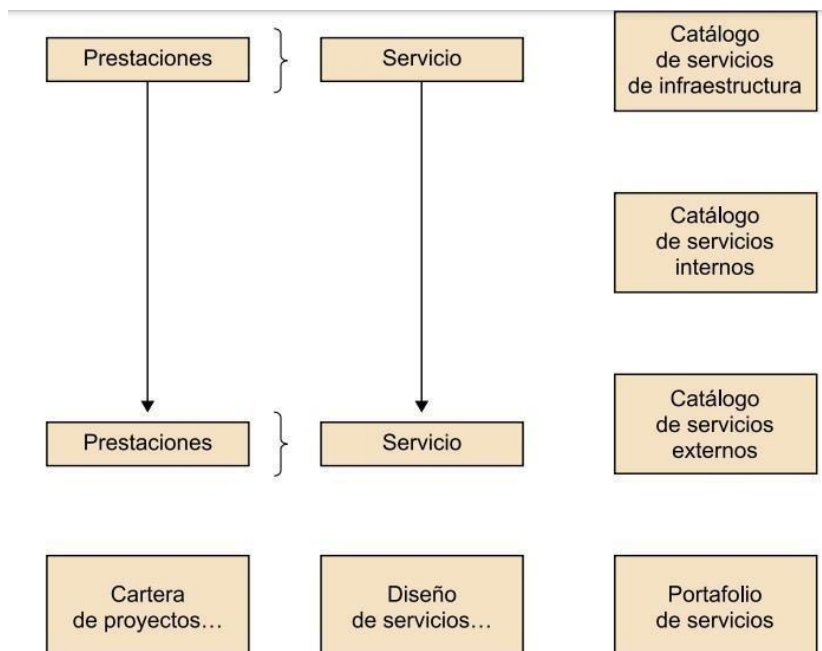 Prestaciones
Servicio
Catálogo
de servicios
de infraestructura
Catálogo
de servicios
internos
Prestaciones
Servicio
Catálogo
de servicios
externos
Cartera
de proyectos…
Diseño
de servicios…
Portafolio
de servicios